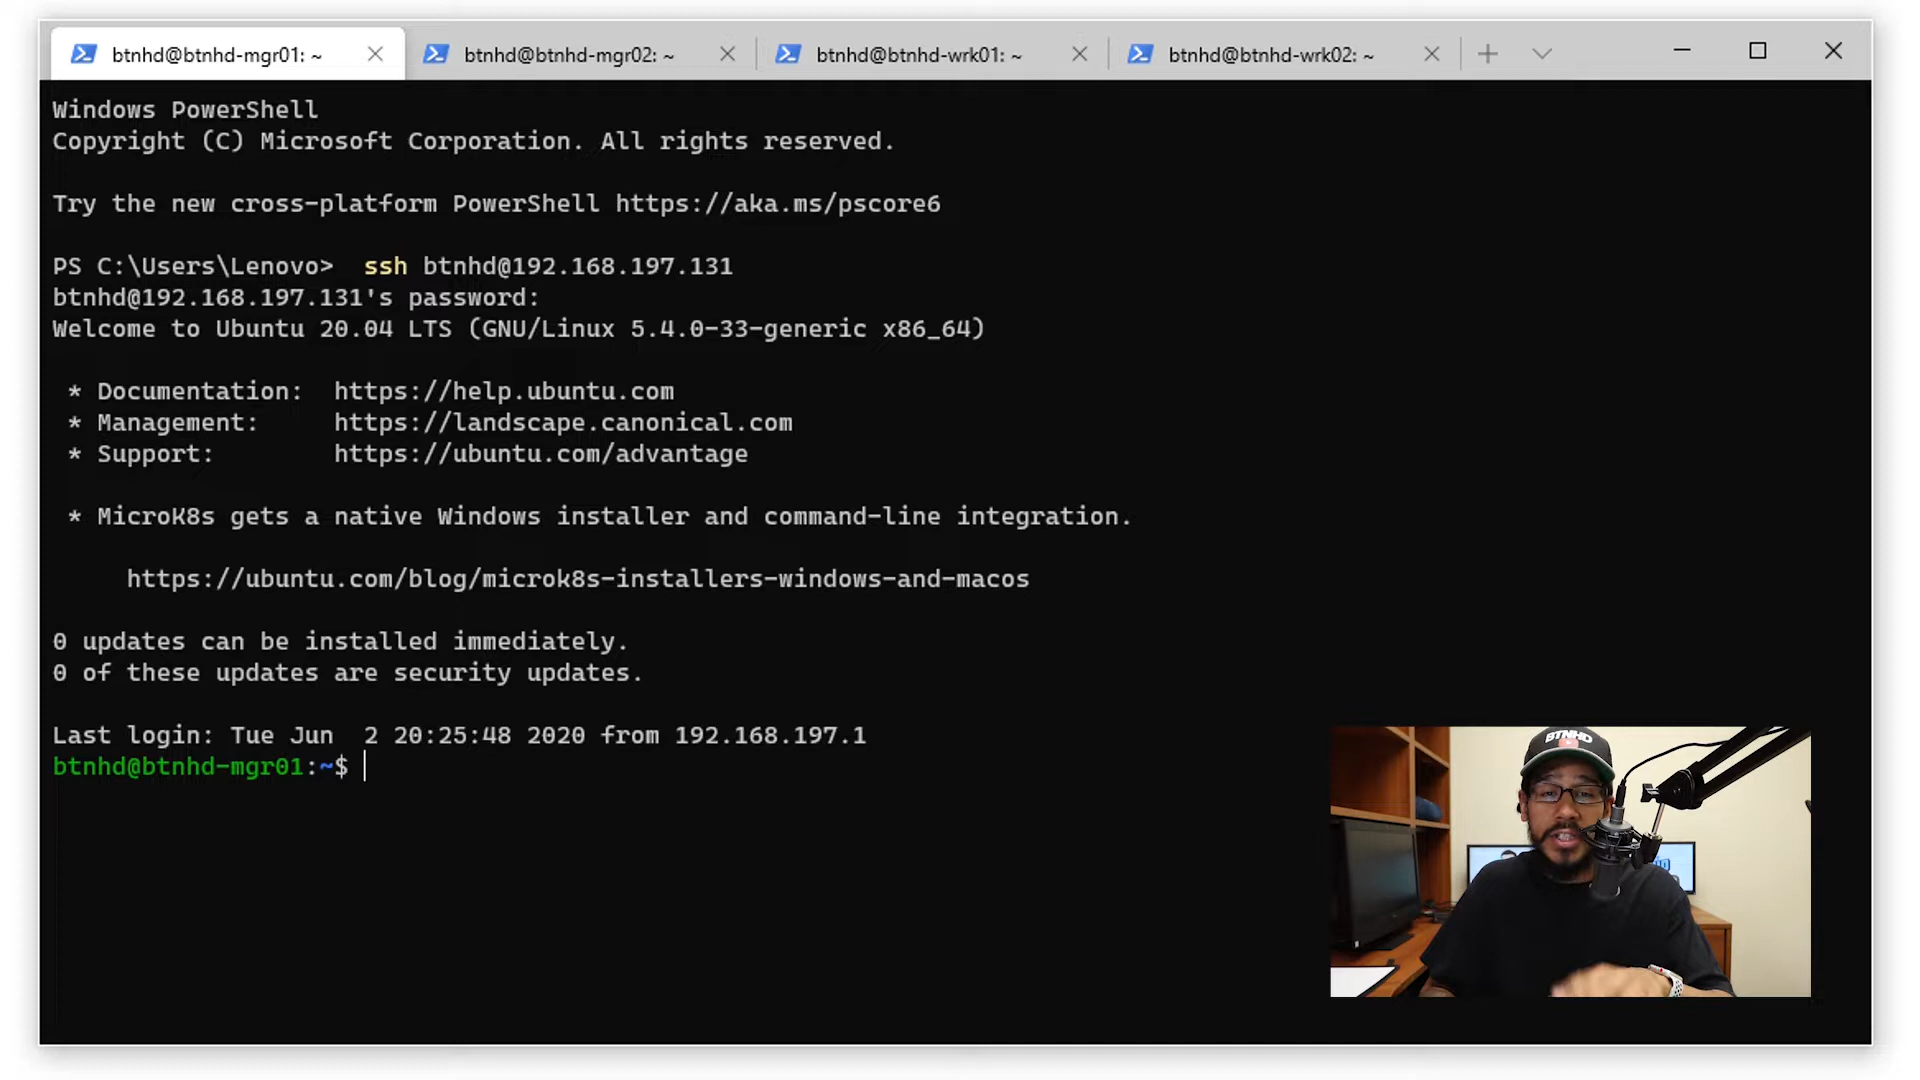 btnhd@btnhd-mgr01: ~
btnhd@btnhd-mgr02: ~
btnhd@btnhd-wrk01: ~
btnhd@btnhd-wrk02: ~
Windows PowerShell
Copyright (C) Microsoft Corporation. All rights reserved.
Try the new cross-platform PowerShell https://aka.ms/pscore6
PS C:\Users\Lenovo>  ssh btnhd@192.168.197.131
btnhd@192.168.197.131's password:
Welcome to Ubuntu 20.04 LTS (GNU/Linux 5.4.0-33-generic x86_64)
* Documentation:  https://help.ubuntu.com
* Management:     https://landscape.canonical.com
* Support:        https://ubuntu.com/advantage
* MicroK8s gets a native Windows installer and command-line integration.
https://ubuntu.com/blog/microk8s-installers-windows-and-macos
0 updates can be installed immediately.
0 of these updates are security updates.
Last login: Tue Jun  2 20:25:48 2020 from 192.168.197.1
btnhd@btnhd-mgr01:~$
BTNHD